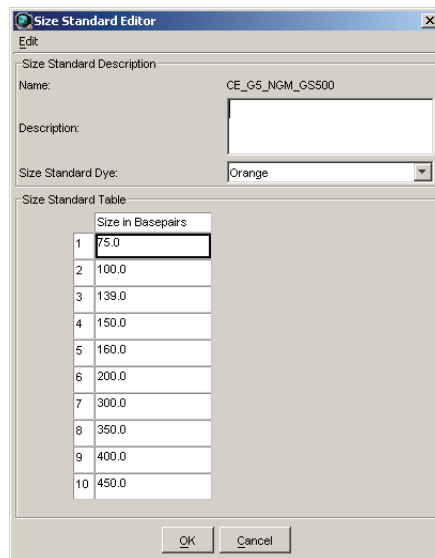 Size Standard Editor
Edit
Size Standard Description
Name: CE_G5_NGM_GS500
Description:
Size Standard Dye: Orange
Size Standard Table
Size in Basepairs
1 75.0
2 100.0
3 139.0
4 150.0
5 160.0
6 200.0
7 300.0
8 350.0
9 400.0
10 450.0
OK Cancel